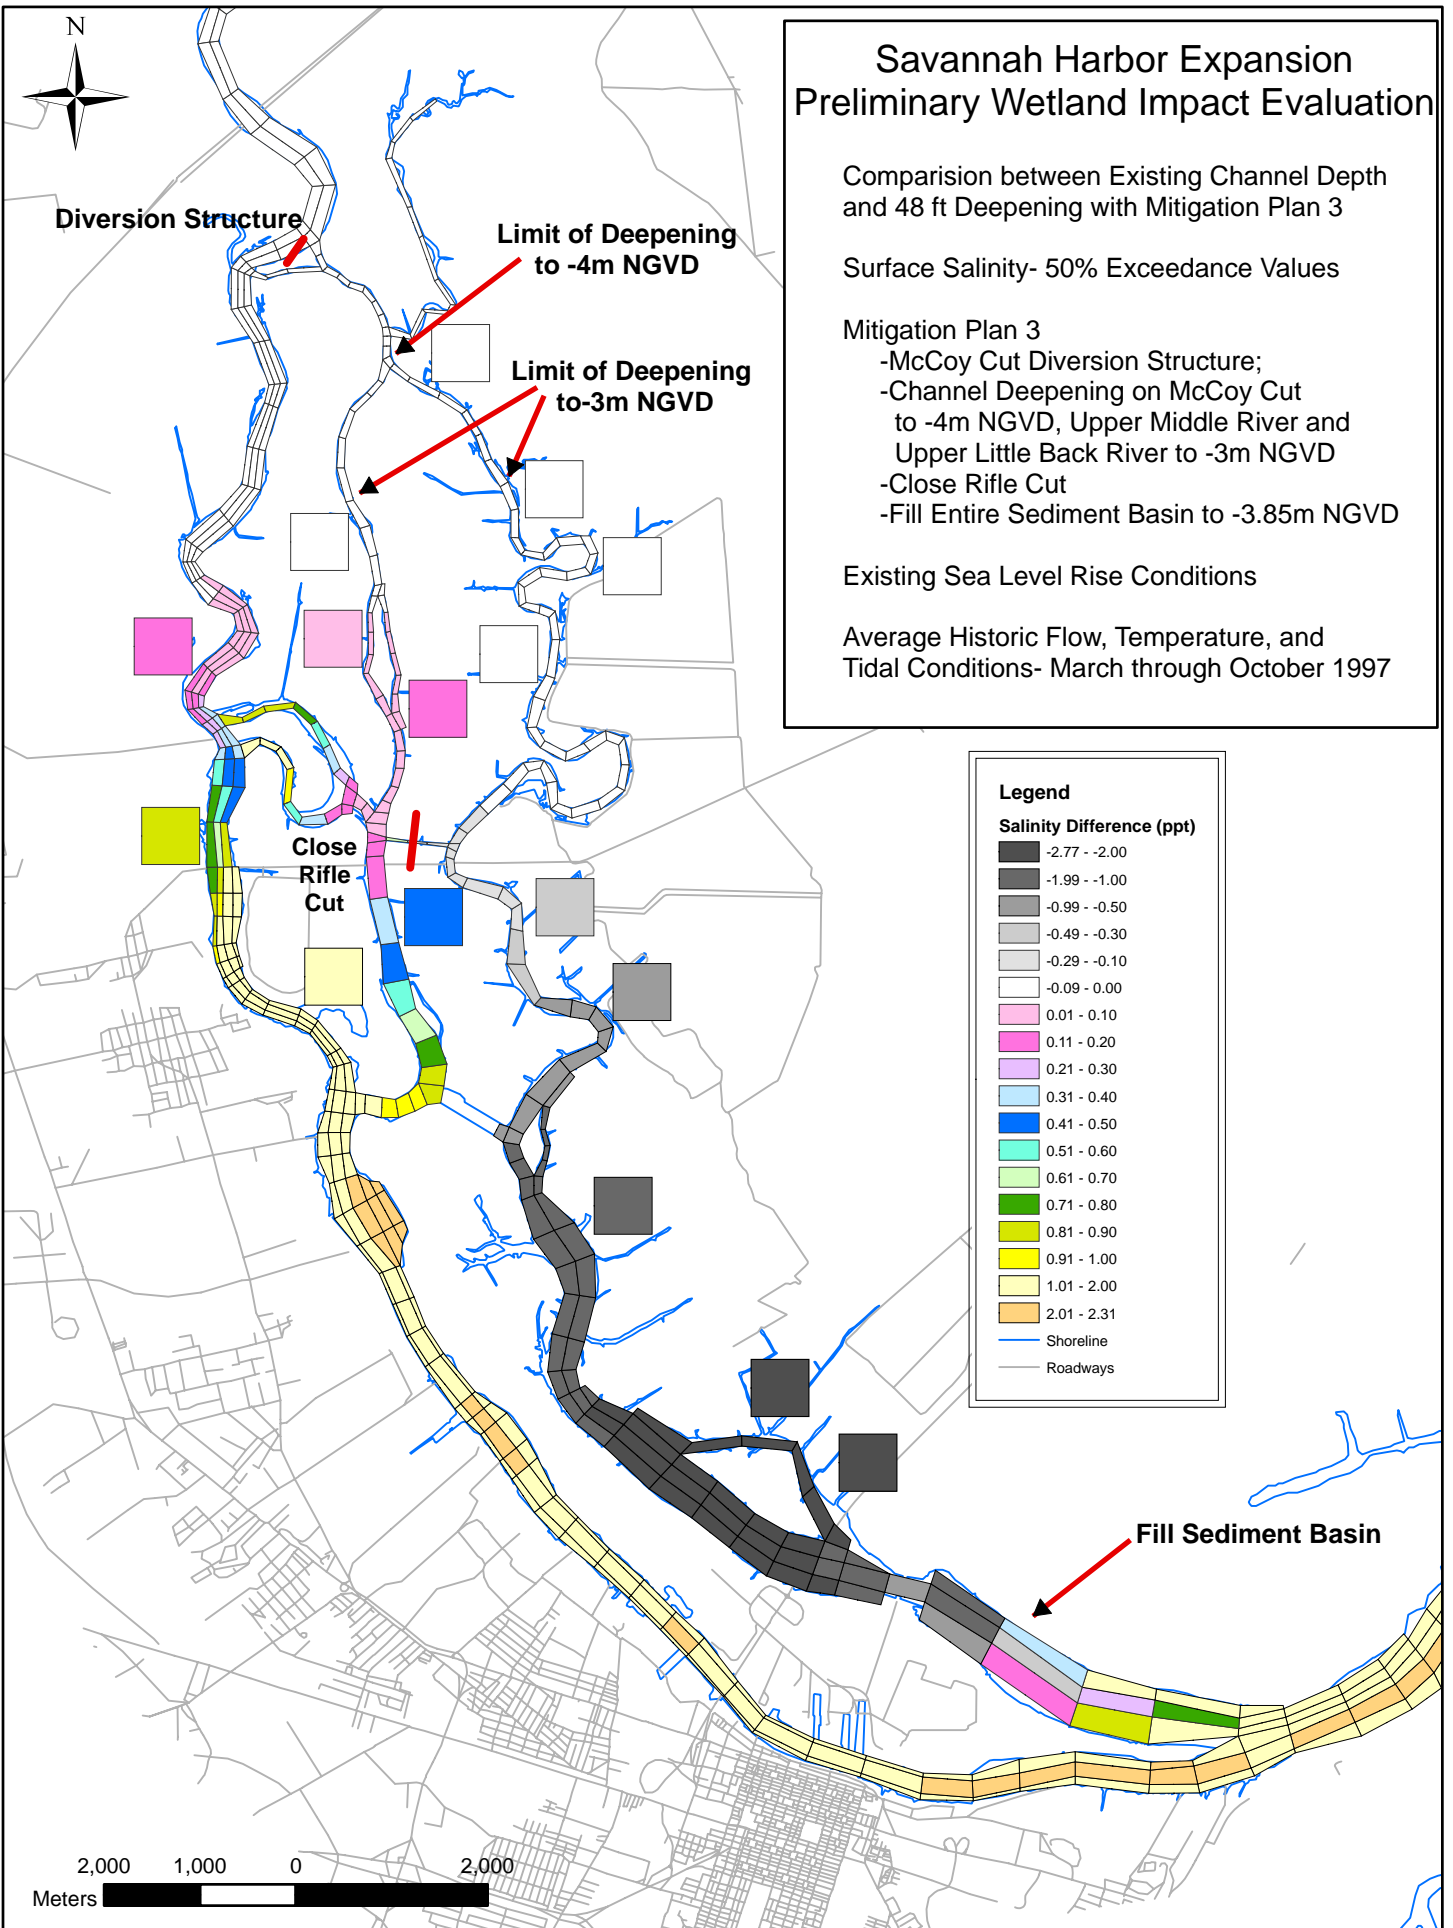 N
Savannah Harbor Expansion
Preliminary Wetland Impact Evaluation
Comparision between Existing Channel Depth
and 48 ft Deepening with Mitigation Plan 3
Surface Salinity- 50% Exceedance Values
Mitigation Plan 3
-McCoy Cut Diversion Structure;
-Channel Deepening on McCoy Cut
to -4m NGVD, Upper Middle River and
Upper Little Back River to -3m NGVD
-Close Rifle Cut
-Fill Entire Sediment Basin to -3.85m NGVD
Existing Sea Level Rise Conditions
Average Historic Flow, Temperature, and
Tidal Conditions- March through October 1997
Diversion Structure
Limit of Deepening
to -4m NGVD
Limit of Deepening
to-3m NGVD
Close
Rifle
Cut
Legend
Salinity Difference (ppt)
-2.77 - -2.00
-1.99 - -1.00
-0.99 - -0.50
-0.49 - -0.30
-0.29 - -0.10
-0.09 - 0.00
0.01 - 0.10
0.11 - 0.20
0.21 - 0.30
0.31 - 0.40
0.41 - 0.50
0.51 - 0.60
0.61 - 0.70
0.71 - 0.80
0.81 - 0.90
0.91 - 1.00
1.01 - 2.00
2.01 - 2.31
Shoreline
Roadways
Fill Sediment Basin
2,000 1,000 0 2,000
Meters